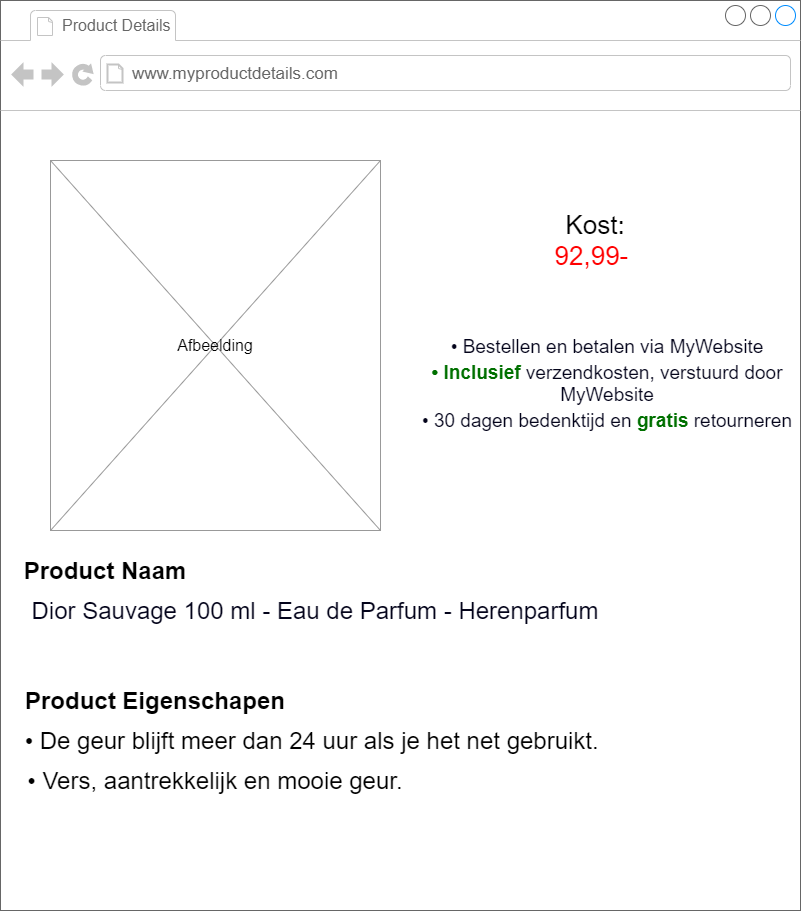 Product Details
www.myproductdetails.com
Afbeelding
Kost:
92,99-
• Bestellen en betalen via MyWebsite
• Inclusief verzendkosten, verstuurd door
MyWebsite
• 30 dagen bedenktijd en gratis retourneren
Product Naam
Dior Sauvage 100 ml - Eau de Parfum - Herenparfum
Product Eigenschapen
• De geur blijft meer dan 24 uur als je het net gebruikt.
• Vers, aantrekkelijk en mooie geur.